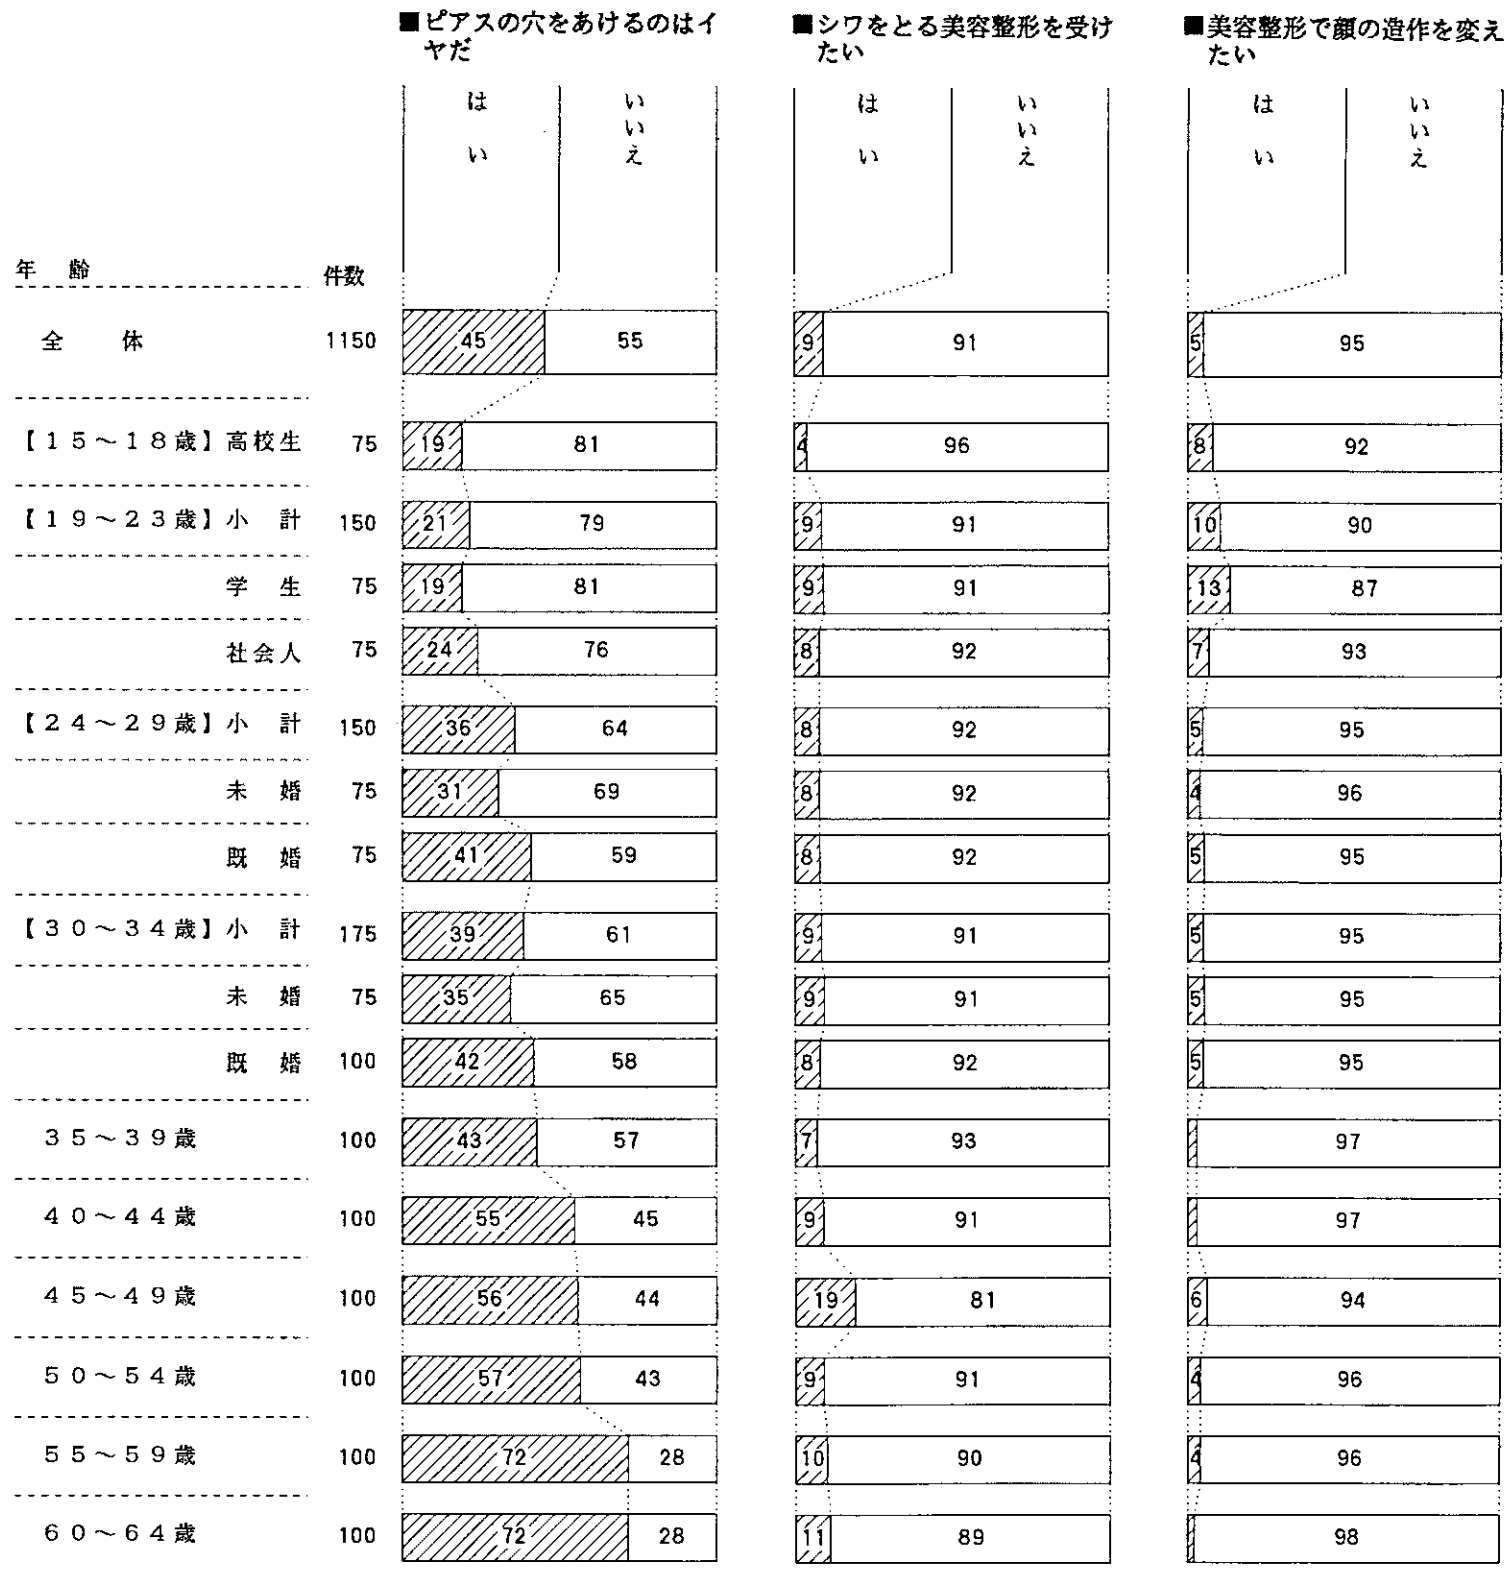 ■ピアスの穴をあけるのはイヤだ
■シワをとる美容整形を受けたい
■美容整形で顔の造作を変えたい
はい いいえ はい いいえ はい いいえ
年齢 件数
全体 1150 45 55 9 91 5 95
【15～18歳】高校生 75 19 81 4 96 8 92
【19～23歳】小計 150 21 79 9 91 10 90
学生 75 19 81 9 91 13 87
社会人 75 24 76 8 92 7 93
【24～29歳】小計 150 36 64 8 92 5 95
未婚 75 31 69 8 92 4 96
既婚 75 41 59 8 92 5 95
【30～34歳】小計 175 39 61 9 91 5 95
未婚 75 35 65 9 91 5 95
既婚 100 42 58 8 92 5 95
35～39歳 100 43 57 7 93 97
40～44歳 100 55 45 9 91 97
45～49歳 100 56 44 19 81 6 94
50～54歳 100 57 43 9 91 4 96
55～59歳 100 72 28 10 90 4 96
60～64歳 100 72 28 11 89 98